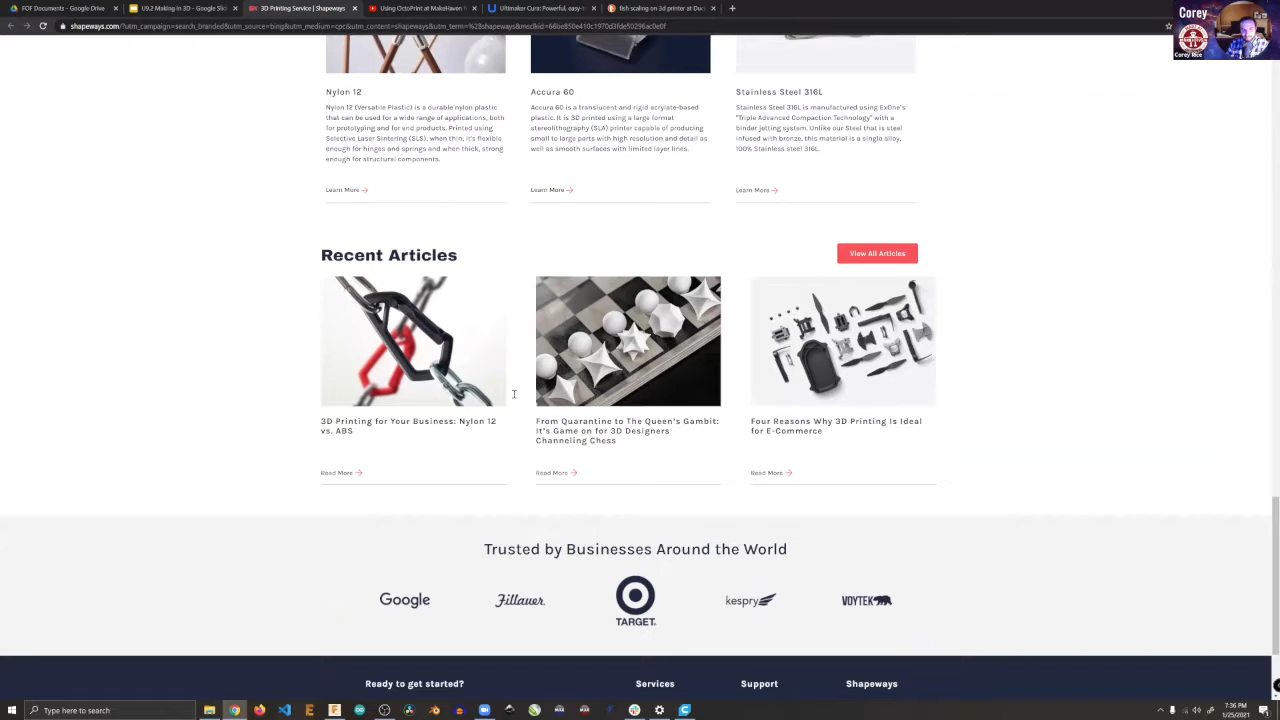 FOF Documents - Google Drive
U9.2 Making In 3D - Google Slid
3D Printing Service | Shapeways
Using OctoPrint at MakeHaven
Ultimaker Cura: Powerful, easy-t
fish scaling on 3d printer at Duc
shapeways.com/?utm_campaign=search_branded&utm_source=bing&utm_medium=cpc&utm_content=shapeways&utm_term=%2Bshapeways&msclkid=66be850e410c1970d3fde50296ac0e0f
Corey
Corey Rice
Nylon 12
Nylon 12 (Versatile Plastic) is a durable nylon plastic
that can be used for a wide range of applications, both
for prototyping and for end products. Printed using
Selective Laser Sintering (SLS), when thin, it's flexible
enough for hinges and springs and when thick, strong
enough for structural components.
Learn More
Accura 60
Accura 60 is a translucent and rigid acrylate-based
plastic. It is 3D printed using a large format
stereolithography (SLA) printer capable of producing
small to large parts with high resolution and detail as
well as smooth surfaces with limited layer lines.
Learn More
Stainless Steel 316L
Stainless Steel 316L is manufactured using ExOne's
"Triple Advanced Compaction Technology" with a
binder jetting system. Unlike our Steel that is steel
infused with bronze, this material is a single alloy,
100% Stainless steel 316L.
Learn More
Recent Articles
View All Articles
3D Printing for Your Business: Nylon 12
vs. ABS
Read More
From Quarantine to The Queen's Gambit:
It's Game on for 3D Designers
Channeling Chess
Read More
Four Reasons Why 3D Printing Is Ideal
for E-Commerce
Read More
Trusted by Businesses Around the World
Google
Fillauer.
TARGET
kespry
VOYTEK
Ready to get started?
Services
Support
Shapeways
Type here to search
7:36 PM
1/25/2021